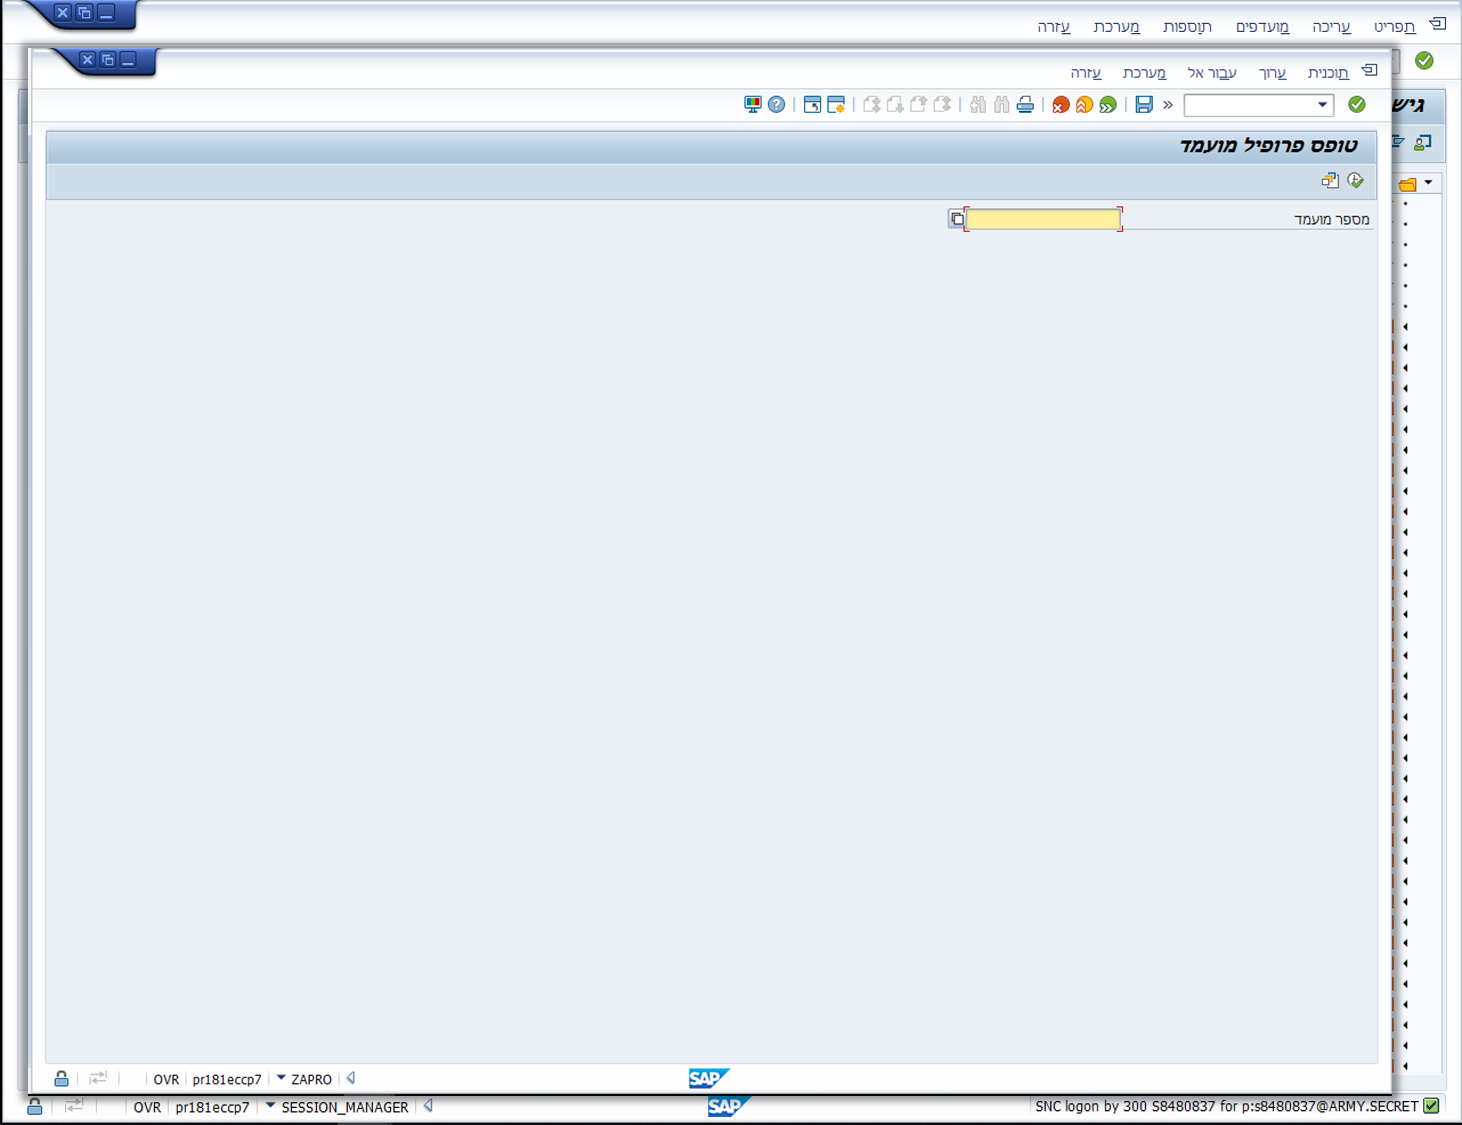 תפריט עריכה מועדפים תוספות מערכת עזרה
תוכנית ערוך עבור אל מערכת עזרה
גיש
טופס פרופיל מועמד
מספר מועמד
OVR pr181eccp7 ZAPRO
SAP
OVR pr181eccp7 SESSION_MANAGER
SAP
SNC logon by 300 S8480837 for p:s8480837@ARMY.SECRET